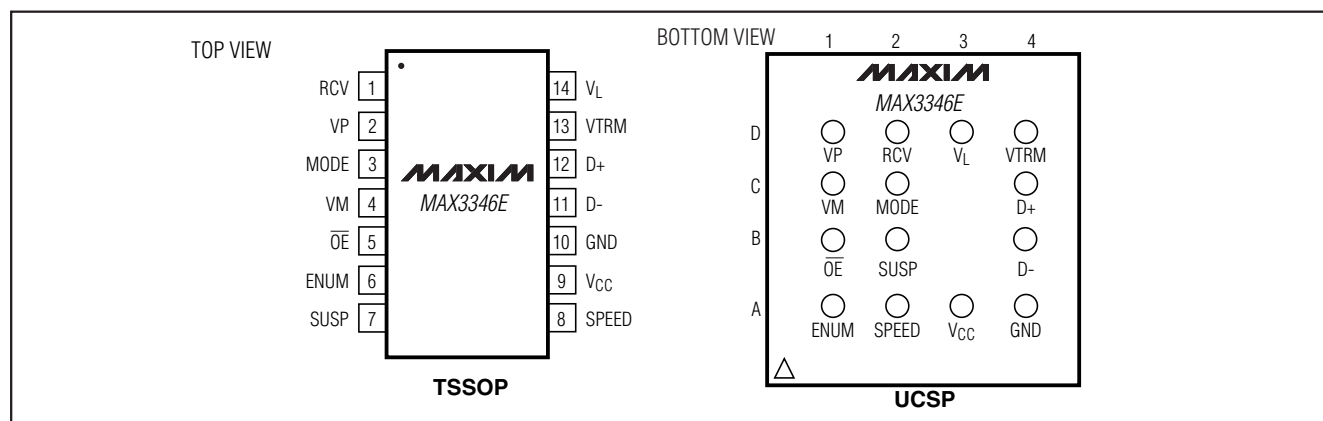 TOP VIEW
RCV 1
VP 2
MODE 3
VM 4
OE 5
ENUM 6
SUSP 7
MAXIM
MAX3346E
14 VL
13 VTRM
12 D+
11 D-
10 GND
9 VCC
8 SPEED
TSSOP
BOTTOM VIEW 1 2 3 4
MAXIM
MAX3346E
D
VP RCV VL VTRM
C
VM MODE D+
B
OE SUSP D-
A
ENUM SPEED VCC GND
UCSP